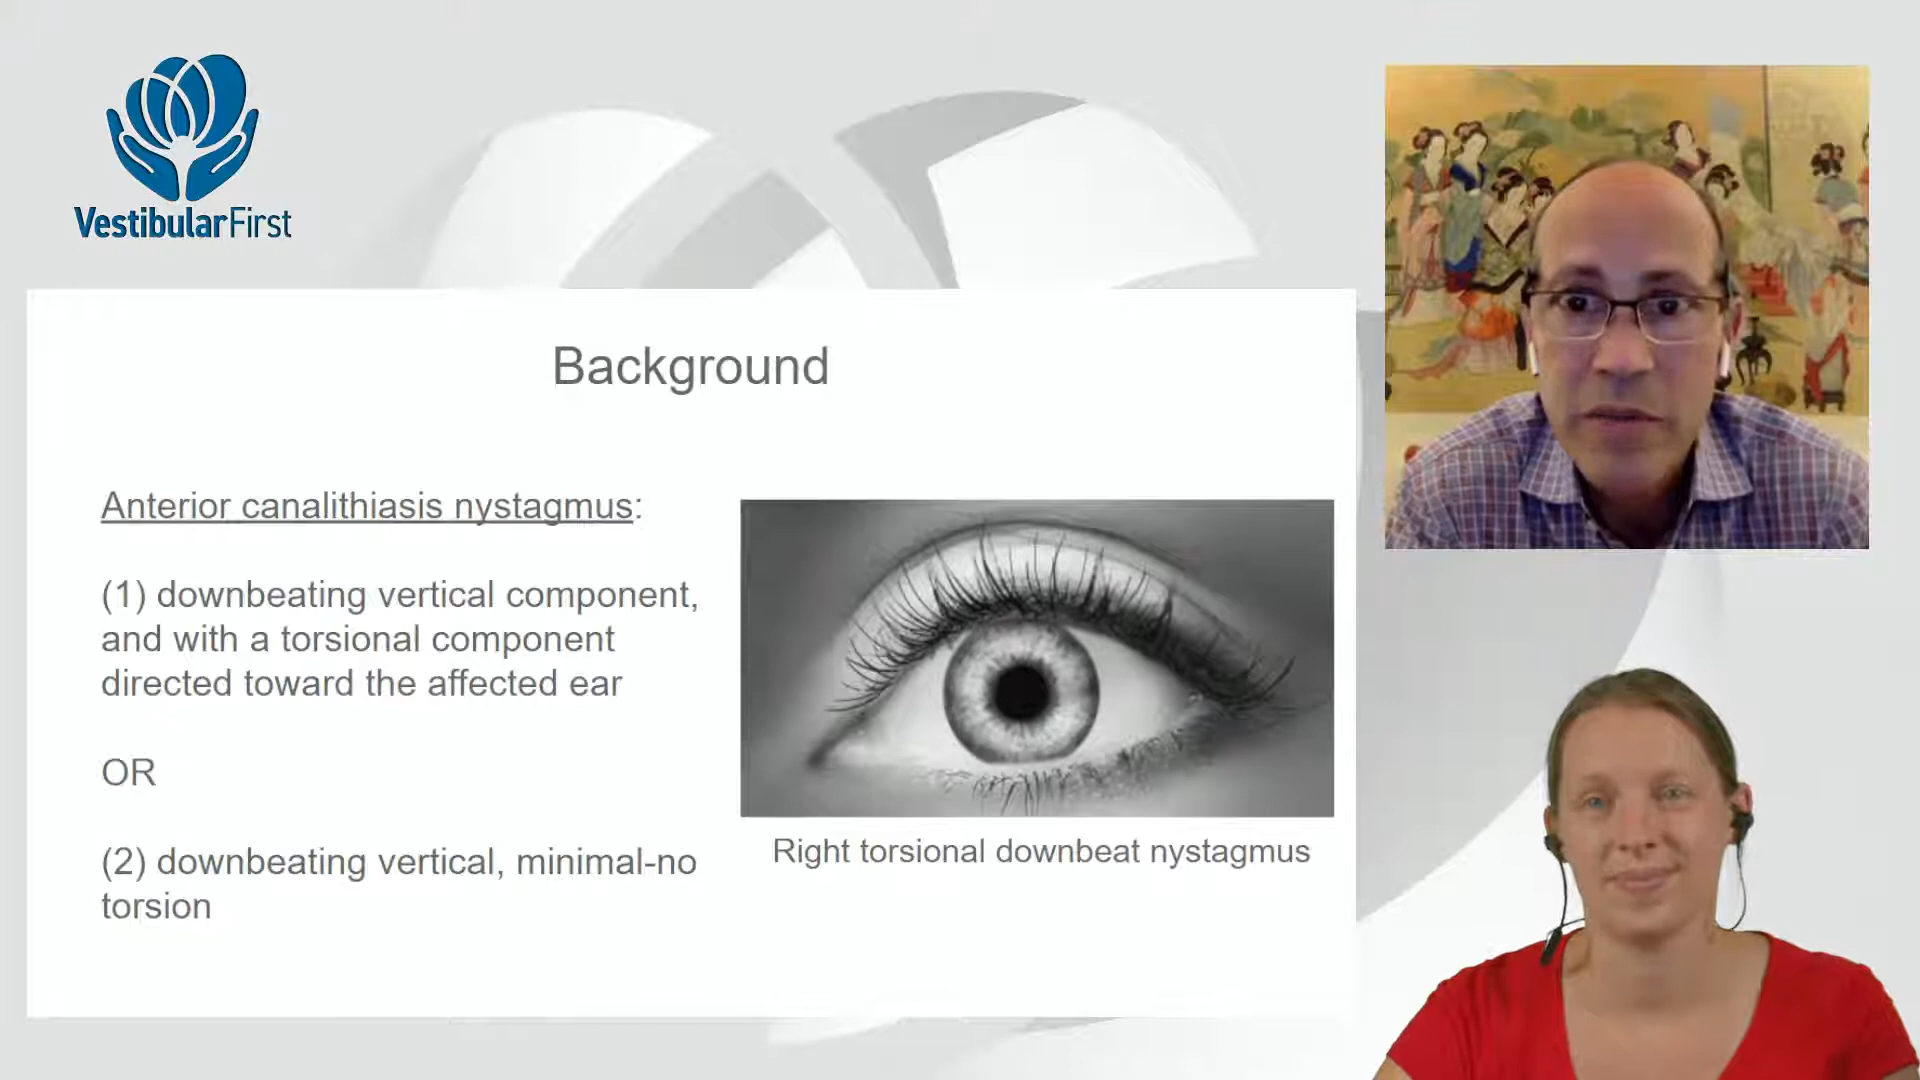 VestibularFirst
Background
Anterior canalithiasis nystagmus:
(1) downbeating vertical component,
and with a torsional component
directed toward the affected ear
OR
(2) downbeating vertical, minimal-no
torsion
Right torsional downbeat nystagmus